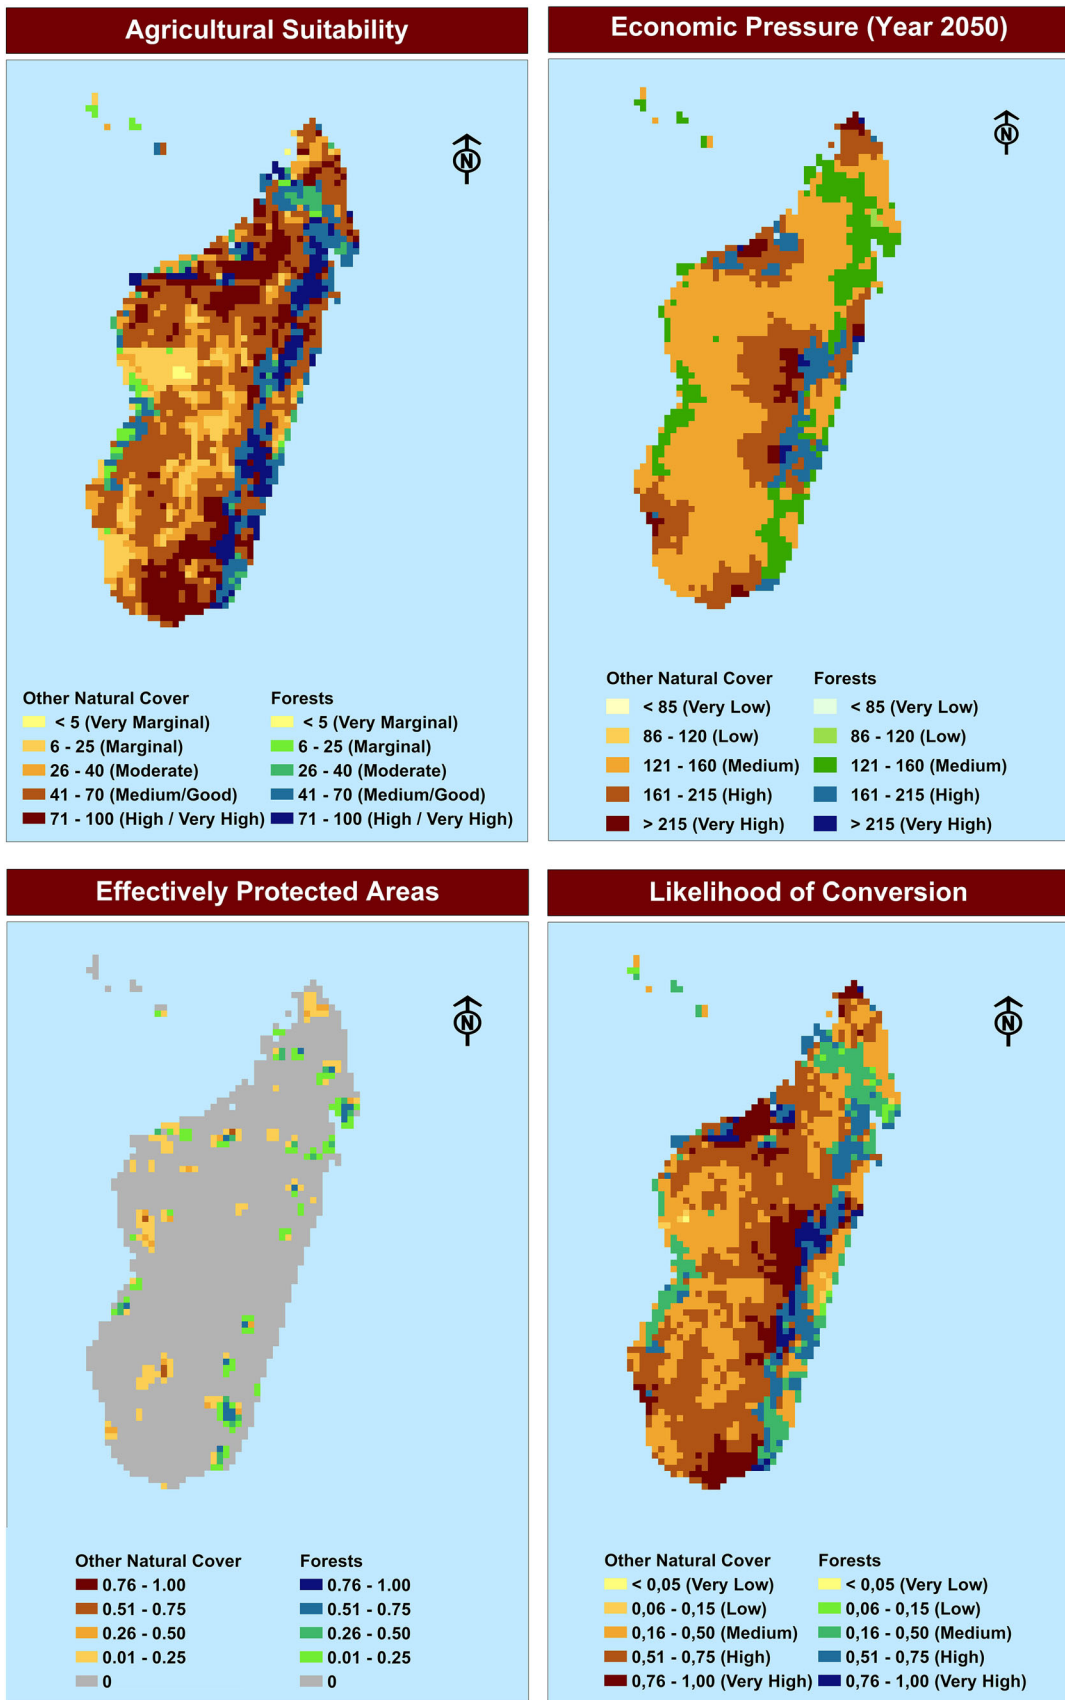 Agricultural Suitability
N
Other Natural Cover
< 5 (Very Marginal)
6 - 25 (Marginal)
26 - 40 (Moderate)
41 - 70 (Medium/Good)
71 - 100 (High / Very High)
Forests
< 5 (Very Marginal)
6 - 25 (Marginal)
26 - 40 (Moderate)
41 - 70 (Medium/Good)
71 - 100 (High / Very High)
Economic Pressure (Year 2050)
N
Other Natural Cover
< 85 (Very Low)
86 - 120 (Low)
121 - 160 (Medium)
161 - 215 (High)
> 215 (Very High)
Forests
< 85 (Very Low)
86 - 120 (Low)
121 - 160 (Medium)
161 - 215 (High)
> 215 (Very High)
Effectively Protected Areas
N
Other Natural Cover
0.76 - 1.00
0.51 - 0.75
0.26 - 0.50
0.01 - 0.25
0
Forests
0.76 - 1.00
0.51 - 0.75
0.26 - 0.50
0.01 - 0.25
0
Likelihood of Conversion
N
Other Natural Cover
< 0,05 (Very Low)
0,06 - 0,15 (Low)
0,16 - 0,50 (Medium)
0,51 - 0,75 (High)
0,76 - 1,00 (Very High)
Forests
< 0,05 (Very Low)
0,06 - 0,15 (Low)
0,16 - 0,50 (Medium)
0,51 - 0,75 (High)
0,76 - 1,00 (Very High)